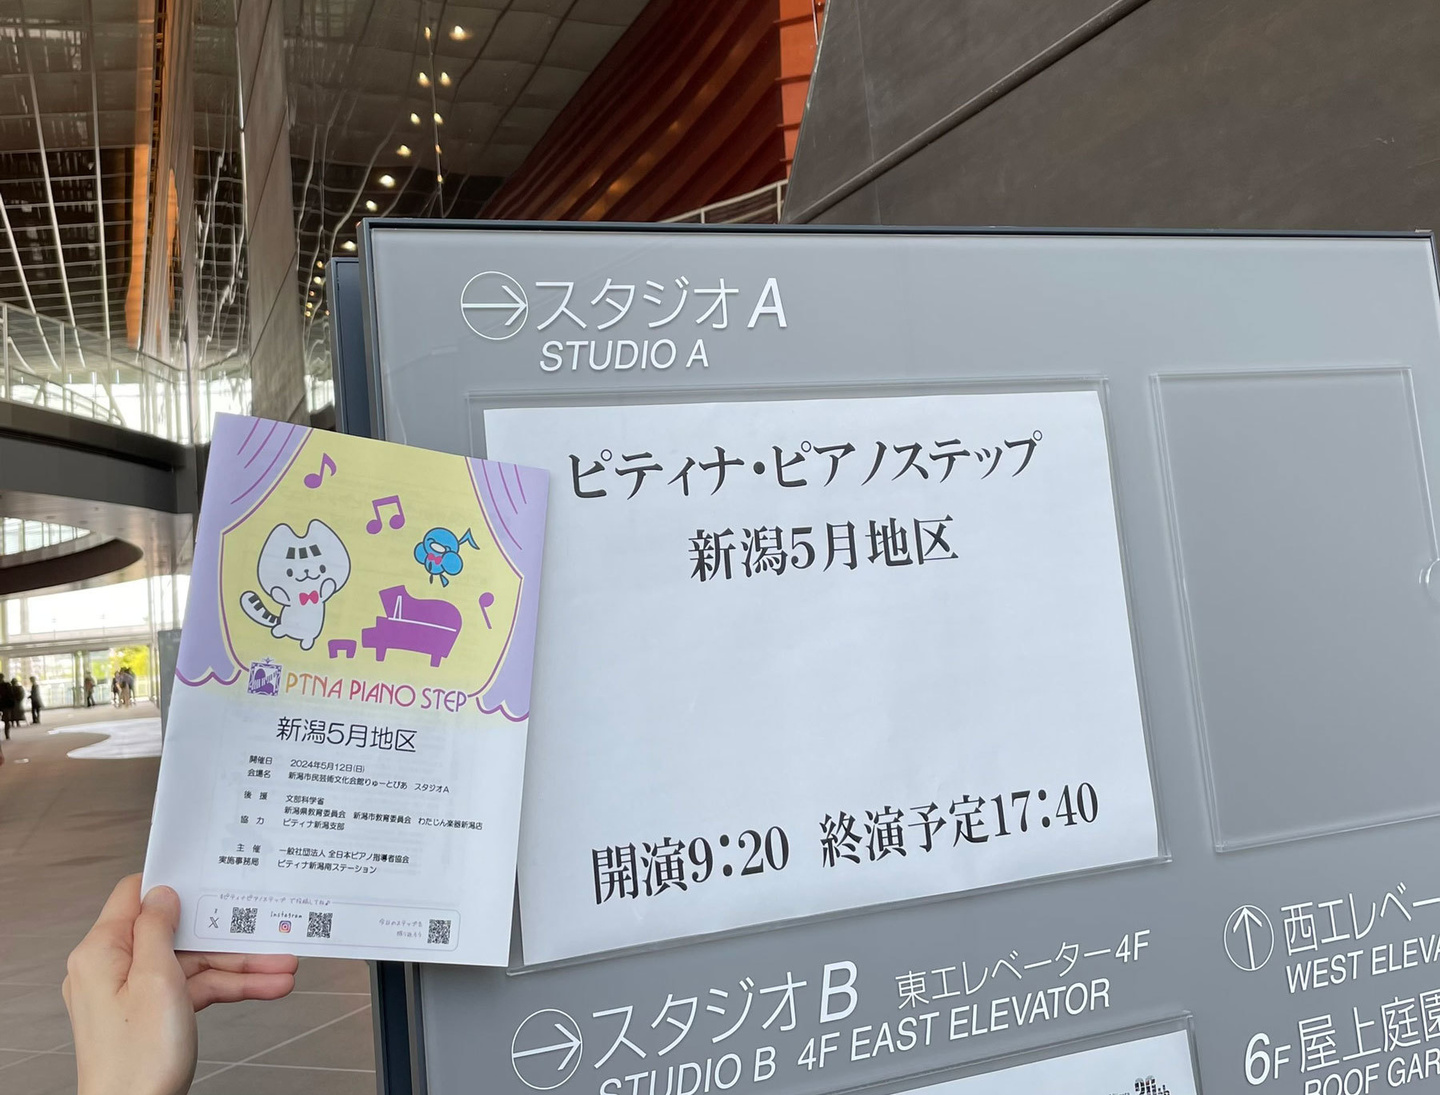 スタジオA
STUDIO A
ピティナ・ピアノステップ
新潟5月地区
開演9:20 終演予定17:40
スタジオB 東エレベーター4F
STUDIO B 4F EAST ELEVATOR
西エレベー
WEST ELEVA
6F 屋上庭園
ROOF GAR
PTNA PIANO STEP
新潟5月地区
開催日 2024年5月12日(日)
会場名 新潟市民芸術文化会館りゅーとぴあ スタジオA
後援 文部科学省
新潟県教育委員会 新潟市教育委員会 わたじん楽器新潟店
協力 ピティナ新潟支部
主催 一般社団法人 全日本ピアノ指導者協会
実施事務局 ピティナ新潟南ステーション
X
Instagram